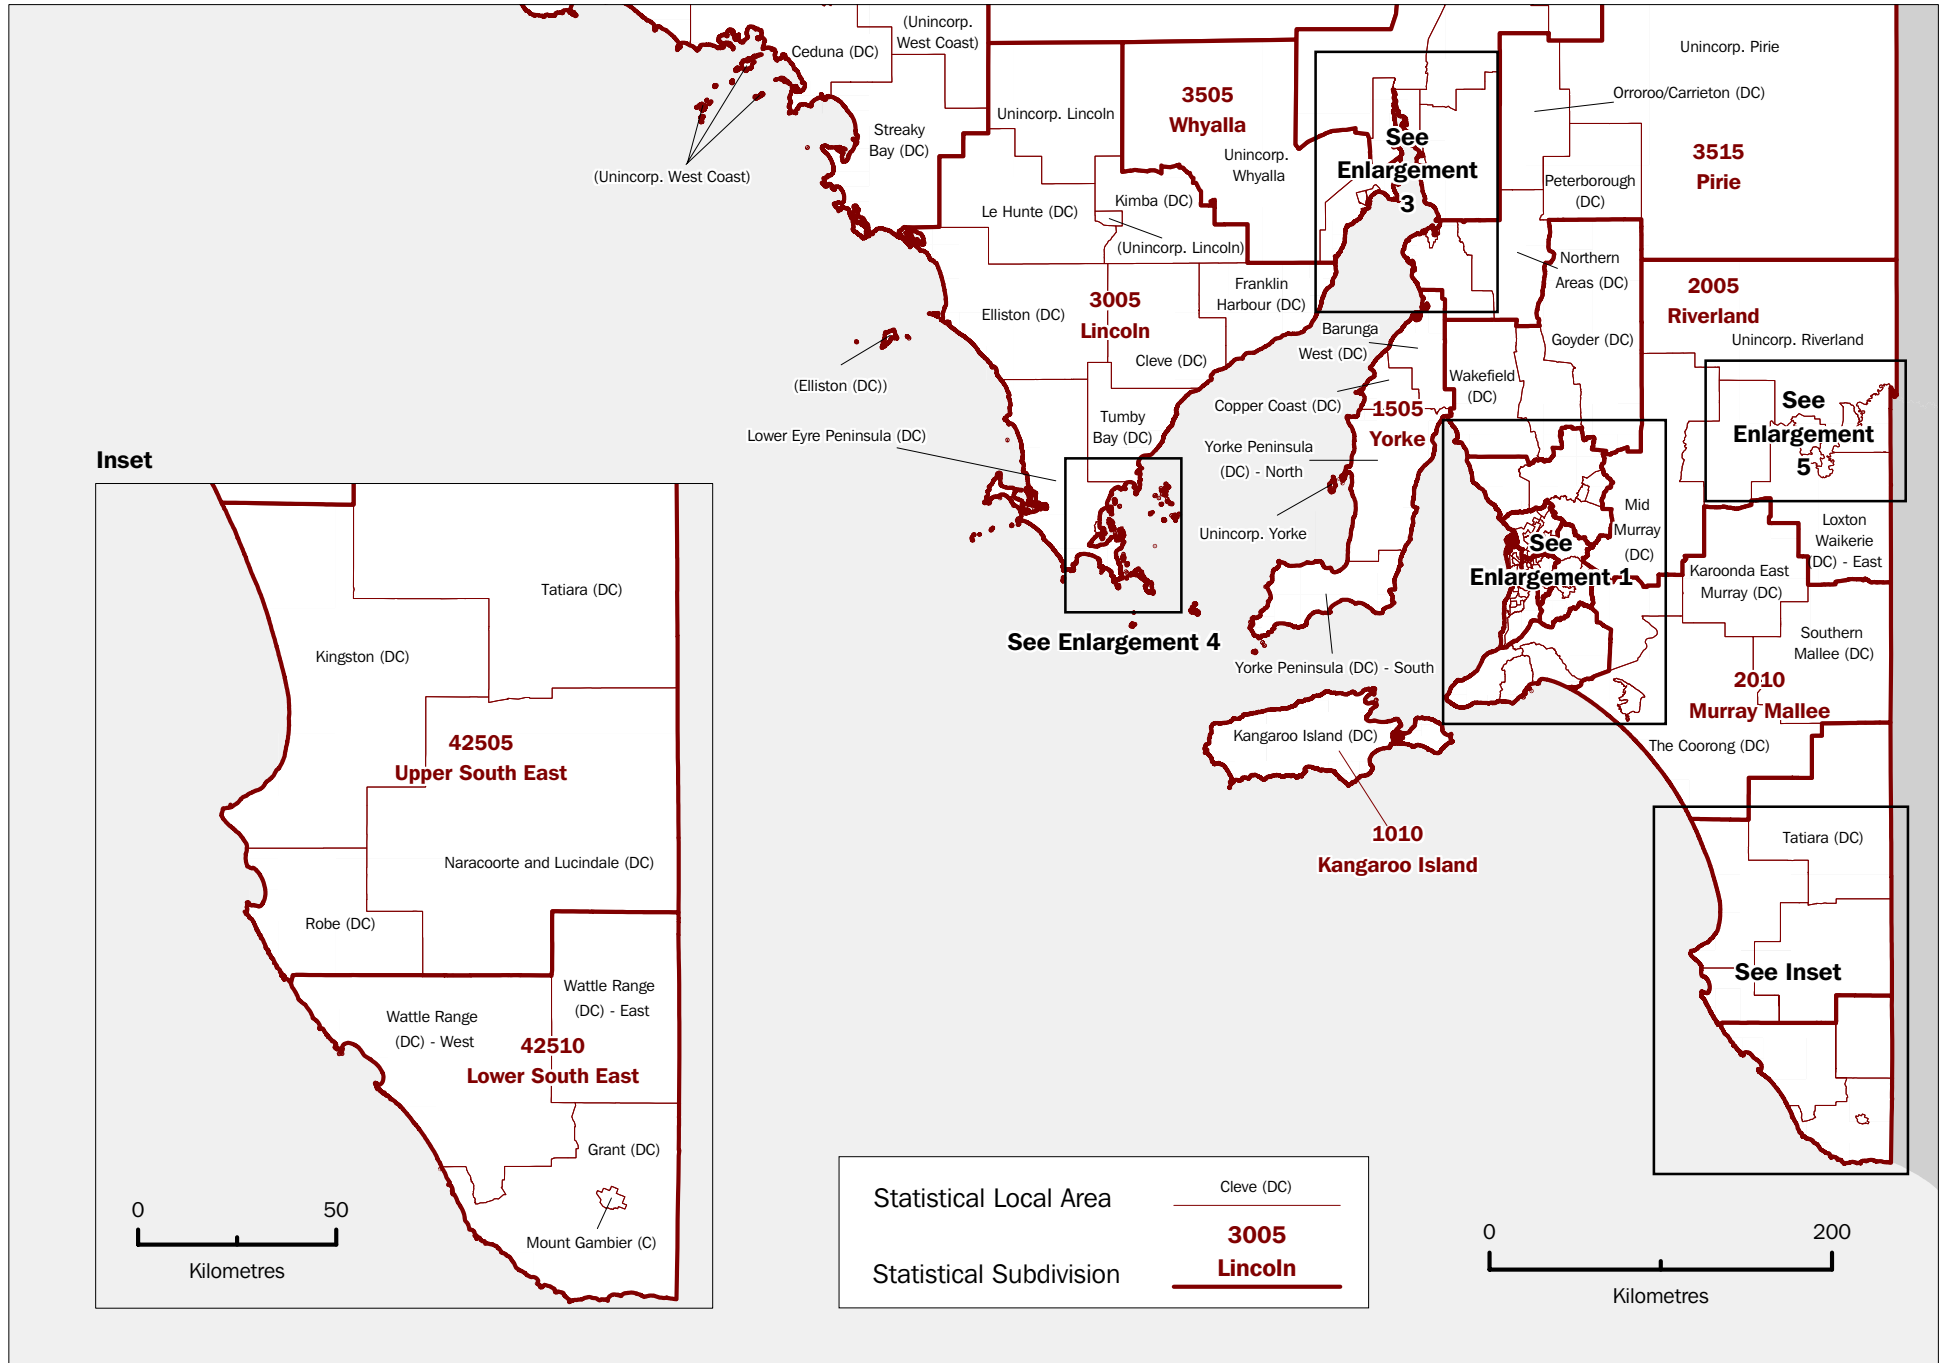 (Unincorp.
West Coast)
Ceduna (DC)
Unincorp. Pirie
Orroroo/Carrieton (DC)
3505
Whyalla
Unincorp. Lincoln
Streaky
Bay (DC)
See
Enlargement
3
Unincorp.
Whyalla
3515
Pirie
(Unincorp. West Coast)
Peterborough
(DC)
Kimba (DC)
Le Hunte (DC)
(Unincorp. Lincoln)
Northern
Areas (DC)
Franklin
Harbour (DC)
2005
Riverland
3005
Lincoln
Elliston (DC)
Barunga
West (DC)
Goyder (DC)
Unincorp. Riverland
Cleve (DC)
(Elliston (DC))
Wakefield
(DC)
Copper Coast (DC)
1505
Yorke
See
Enlargement
5
Tumby
Bay (DC)
Lower Eyre Peninsula (DC)
Yorke Peninsula
(DC) - North
Inset
Mid
Murray
(DC)
Loxton
Waikerie
(DC) - East
Unincorp. Yorke
See
Enlargement 1
Karoonda East
Murray (DC)
Tatiara (DC)
Southern
Mallee (DC)
See Enlargement 4
Kingston (DC)
Yorke Peninsula (DC) - South
2010
Murray Mallee
Kangaroo Island (DC)
The Coorong (DC)
42505
Upper South East
1010
Kangaroo Island
Tatiara (DC)
Naracoorte and Lucindale (DC)
Robe (DC)
See Inset
Wattle Range
(DC) - East
Wattle Range
(DC) - West
42510
Lower South East
Grant (DC)
Mount Gambier (C)
0 50
Kilometres
Statistical Local Area
Cleve (DC)
3005
Lincoln
Statistical Subdivision
0 200
Kilometres